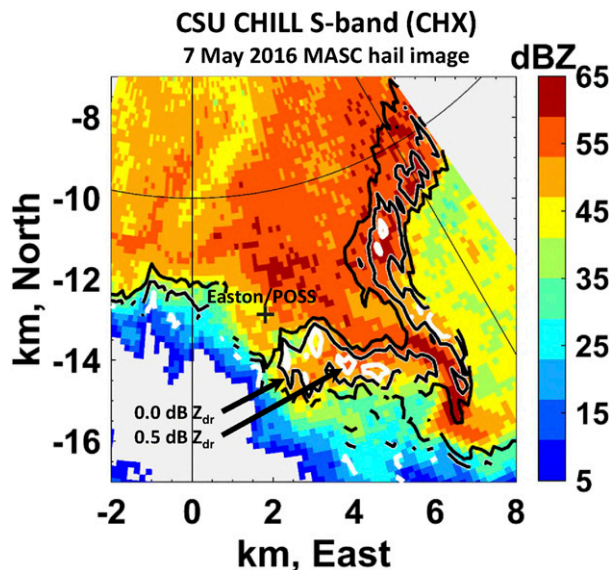 CSU CHILL S-band (CHX)
7 May 2016 MASC hail image
dBZ
65
55
45
35
25
15
5
-8
-10
-12
-14
-16
km, North
Easton/POSS
0.0 dB Zdr
0.5 dB Zdr
-2 0 2 4 6 8
km, East